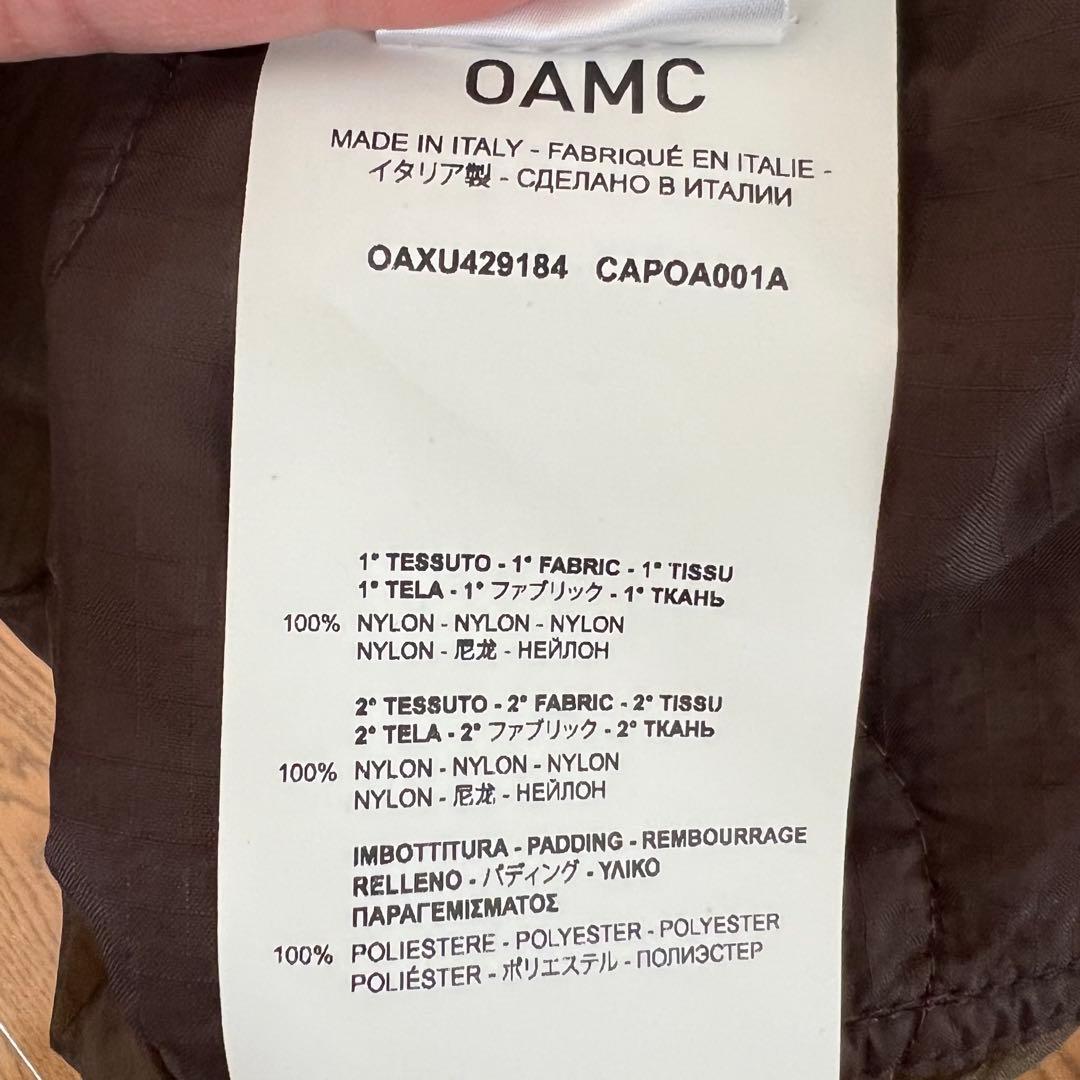 OAMC
MADE IN ITALY - FABRIQUÉ EN ITALIE -
イタリア製 - СДЕЛАНО В ИТАЛИИ
OAXU429184 CAPOA001A
1° TESSUTO - 1° FABRIC - 1° TISSU
1° TELA - 1° ファブリック - 1° ТКАНЬ
100% NYLON - NYLON - NYLON
NYLON - 尼龙 - НЕЙЛОН
2° TESSUTO - 2° FABRIC - 2° TISSU
2° TELA - 2° ファブリック - 2° ТКАНЬ
100% NYLON - NYLON - NYLON
NYLON - 尼龙 - НЕЙЛОН
IMBOTTITURA - PADDING - REMBOURRAGE
RELLENO - パディング - ΥΛΙΚΟ
ΠΑΡΑΓΕΜΙΣΜΑΤΟΣ
100% POLIESTERE - POLYESTER - POLYESTER
POLIÉSTER - ポリエステル - ПОЛИЭСТЕР